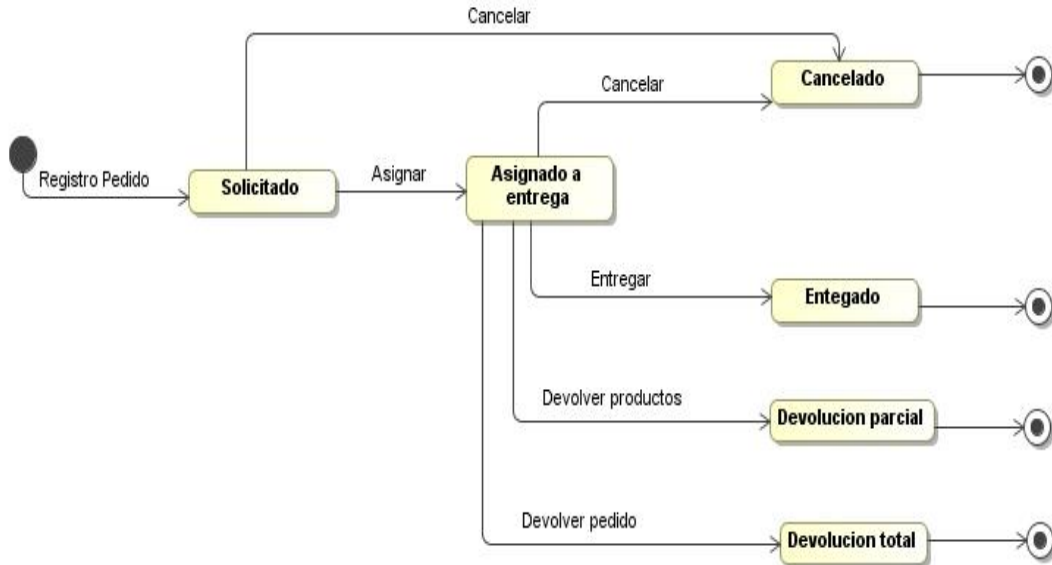 Cancelar
Cancelado
Cancelar
Registro Pedido
Solicitado
Asignar
Asignado a
entrega
Entregar
Entegado
Devolver productos
Devolucion parcial
Devolver pedido
Devolucion total